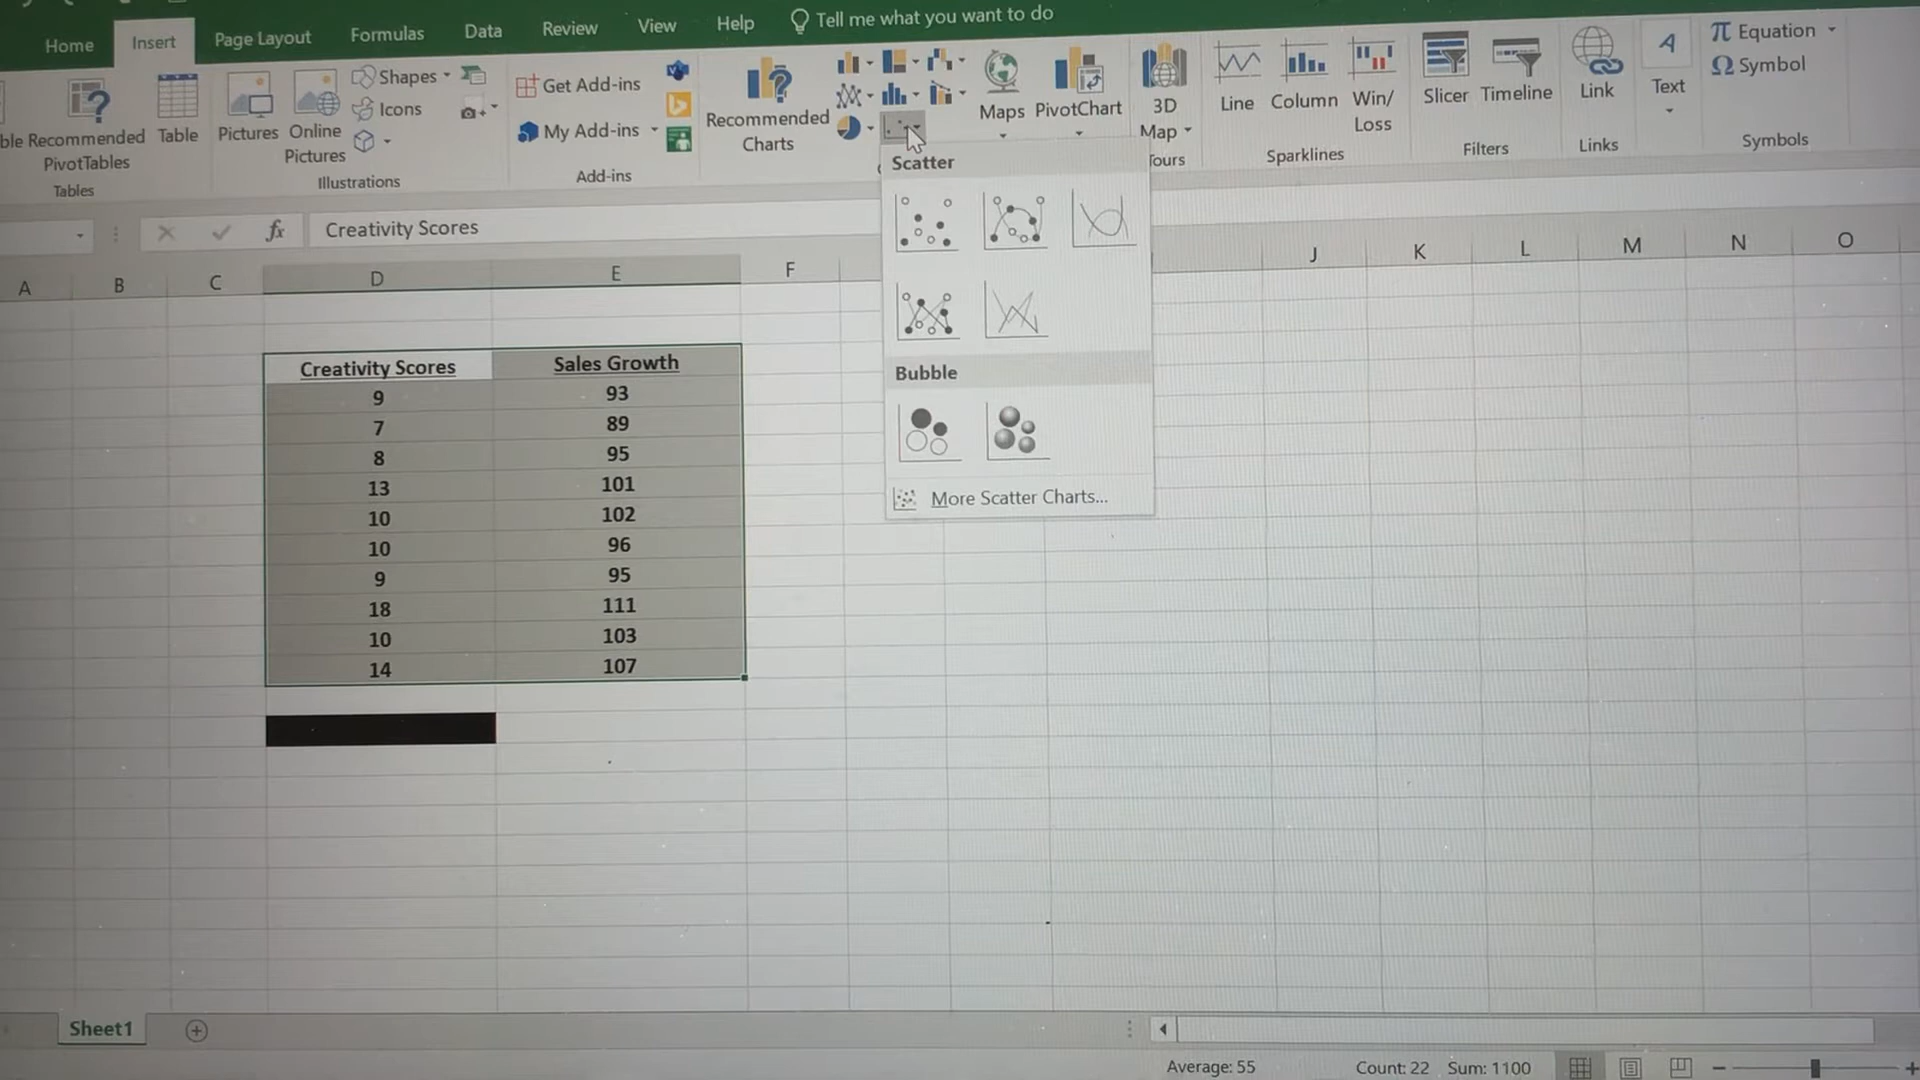 Home Insert Page Layout Formulas Data Review View Help Tell me what you want to do
Recommended PivotTables
Table
Tables
Pictures
Online Pictures
Shapes
Icons
Illustrations
Get Add-ins
My Add-ins
Add-ins
Recommended Charts
Maps
PivotChart
3D Map
Tours
Line
Column
Win/Loss
Sparklines
Slicer
Timeline
Filters
Link
Links
Text
π Equation
Ω Symbol
Symbols
fx Creativity Scores
Scatter
Bubble
More Scatter Charts...
A B C D E F J K L M N O
Creativity Scores Sales Growth
9 93
7 89
8 95
13 101
10 102
10 96
9 95
18 111
10 103
14 107
Sheet1
Average: 55 Count: 22 Sum: 1100